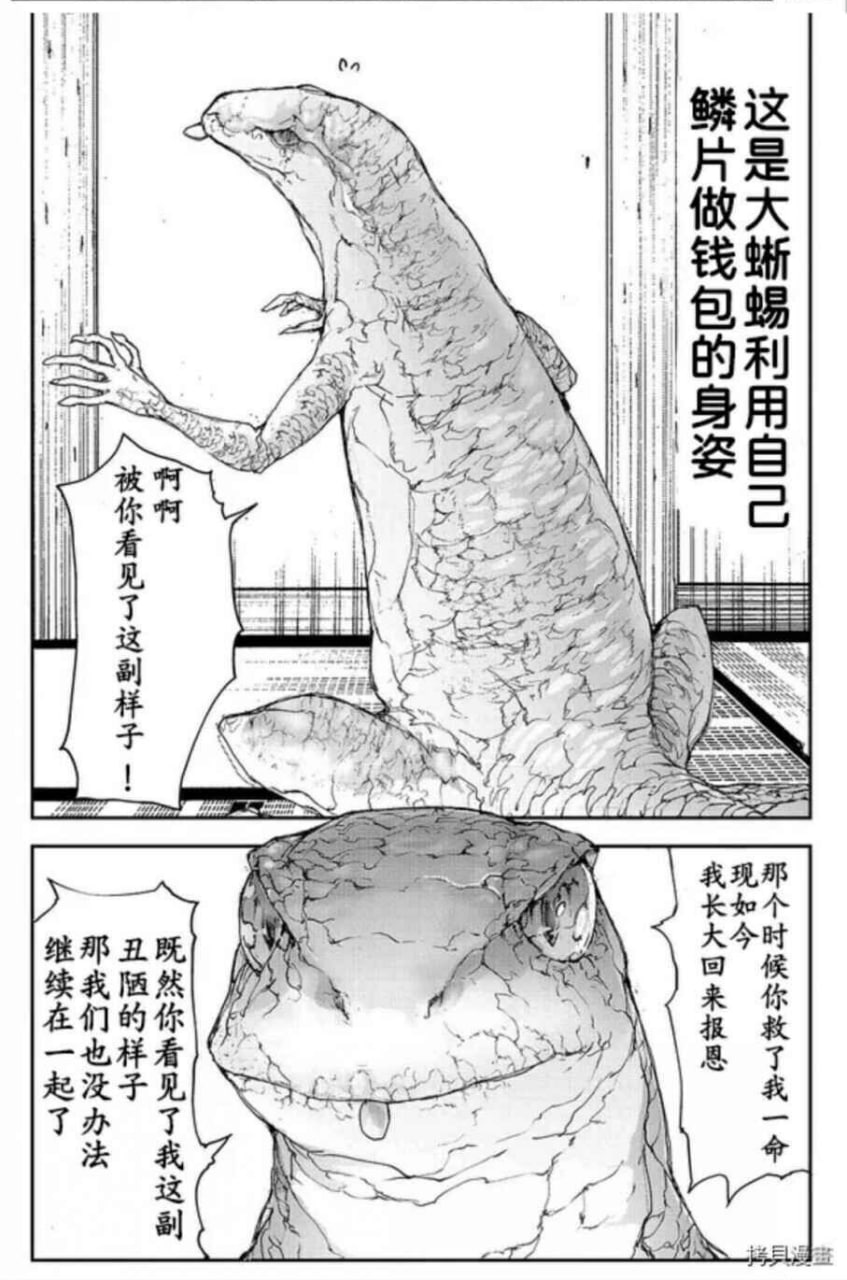 这是大蜥蜴利用自己
鳞片做钱包的身姿
啊啊
被你看见了这副样子！
那个时候你救了我一命
现如今
我长大回来报恩
既然你看见了我这副
丑陋的样子
那我们也没办法
继续在一起了
拷贝漫畫